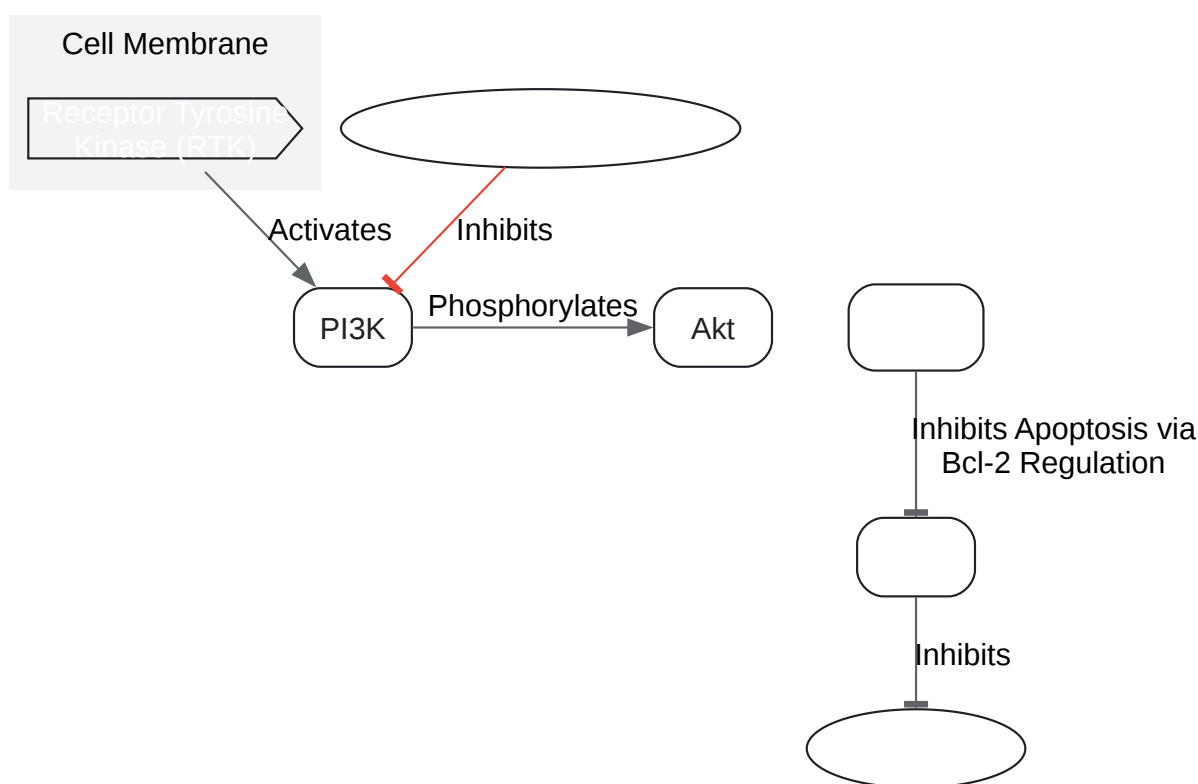 Cell Membrane
Receptor Tyrosine
Kinase (RTK)
Activates
Inhibits
PI3K
Phosphorylates
Akt
Inhibits Apoptosis via
Bcl-2 Regulation
Inhibits